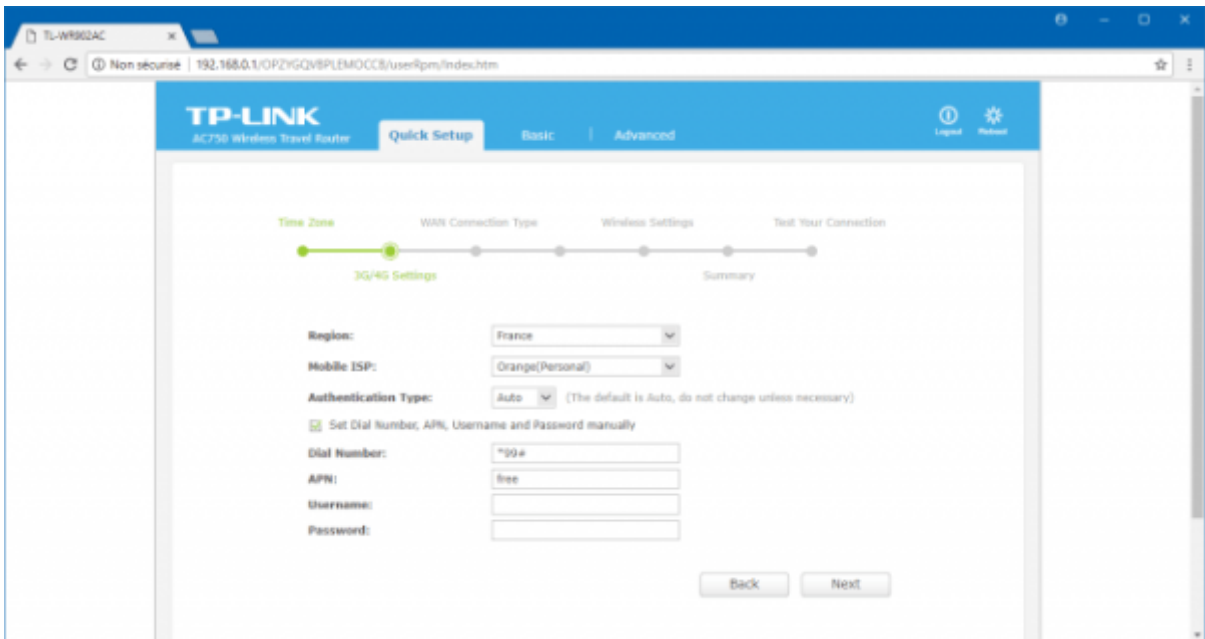 TL-WR902AC
Non sécurisé | 192.168.0.1/OPZYGQVBPLEMOCCB/userRpm/Index.htm
TP-LINK
AC750 Wireless Travel Router
Quick Setup
Basic
Advanced
Logout
Reboot
Time Zone
WAN Connection Type
Wireless Settings
Test Your Connection
3G/4G Settings
Summary
Region: France
Mobile ISP: Orange(Personal)
Authentication Type: Auto (The default is Auto, do not change unless necessary)
Set Dial Number, APN, Username and Password manually
Dial Number: *99#
APN: free
Username:
Password:
Back Next